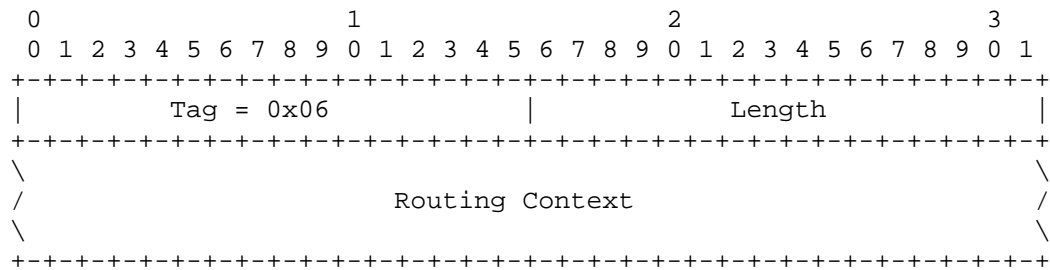 0                   1                   2                   3
 0 1 2 3 4 5 6 7 8 9 0 1 2 3 4 5 6 7 8 9 0 1 2 3 4 5 6 7 8 9 0 1
+-+-+-+-+-+-+-+-+-+-+-+-+-+-+-+-+-+-+-+-+-+-+-+-+-+-+-+-+-+-+-+-+
|         Tag = 0x06            |            Length             |
+-+-+-+-+-+-+-+-+-+-+-+-+-+-+-+-+-+-+-+-+-+-+-+-+-+-+-+-+-+-+-+-+
\                                                               \
/                       Routing Context                         /
\                                                               \
+-+-+-+-+-+-+-+-+-+-+-+-+-+-+-+-+-+-+-+-+-+-+-+-+-+-+-+-+-+-+-+-+